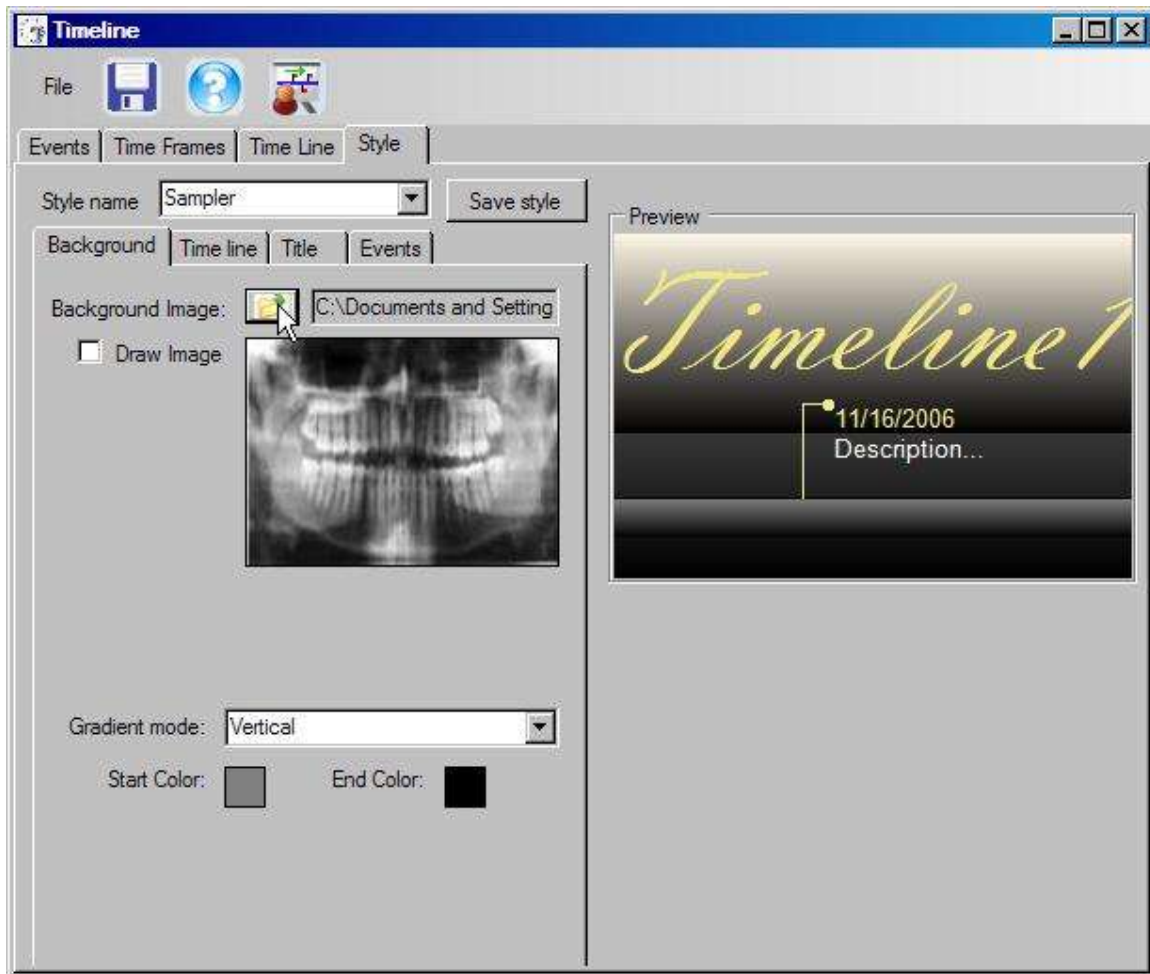 Timeline
File
Events Time Frames Time Line Style
Style name Sampler Save style
Background Time line Title Events
Background Image: C:\Documents and Setting
Draw Image
Gradient mode: Vertical
Start Color: End Color:
Preview
Timeline1
11/16/2006
Description...